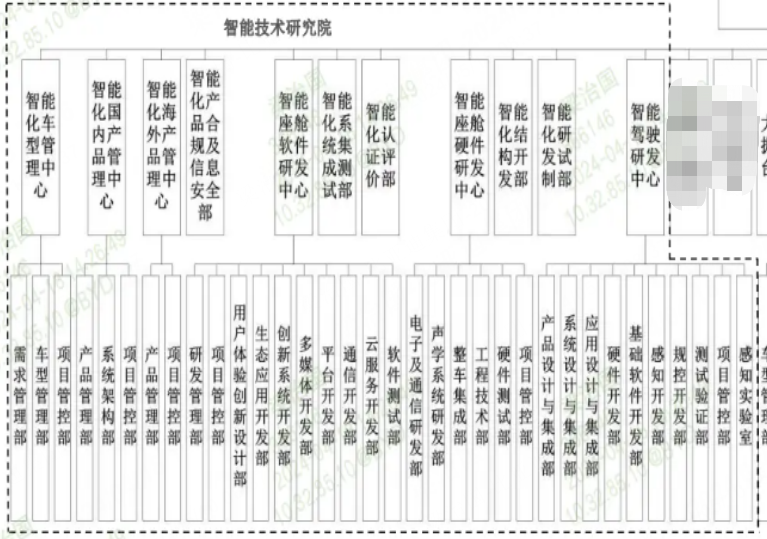 智能技术研究院
智能化车型管理中心
智能化国内产品管理中心
智能化海外产品管理中心
智能化产品合规及信息安全部
智能座舱软件研发中心
智能化系统集成测试部
智能化认证评价部
智能座舱硬件研发中心
智能化结构开发部
智能化研发试制部
智能驾驶研发中心
需求管理部
车型管理部
项目管控部
产品管理部
系统架构部
项目管控部
产品管理部
项目管控部
研发管理部
项目管控部
用户体验创新设计部
生态应用开发部
创新系统开发部
多媒体开发部
平台开发部
通信开发部
云服务开发部
软件测试部
电子及通信研发部
声学系统研发部
整车集成部
工程技术部
硬件测试部
项目管控部
产品设计与集成部
系统设计与集成部
应用设计与集成部
硬件开发部
基础软件开发部
感知开发部
规控开发部
测试验证部
项目管控部
感知实验室
10.32.85.10 @BYD